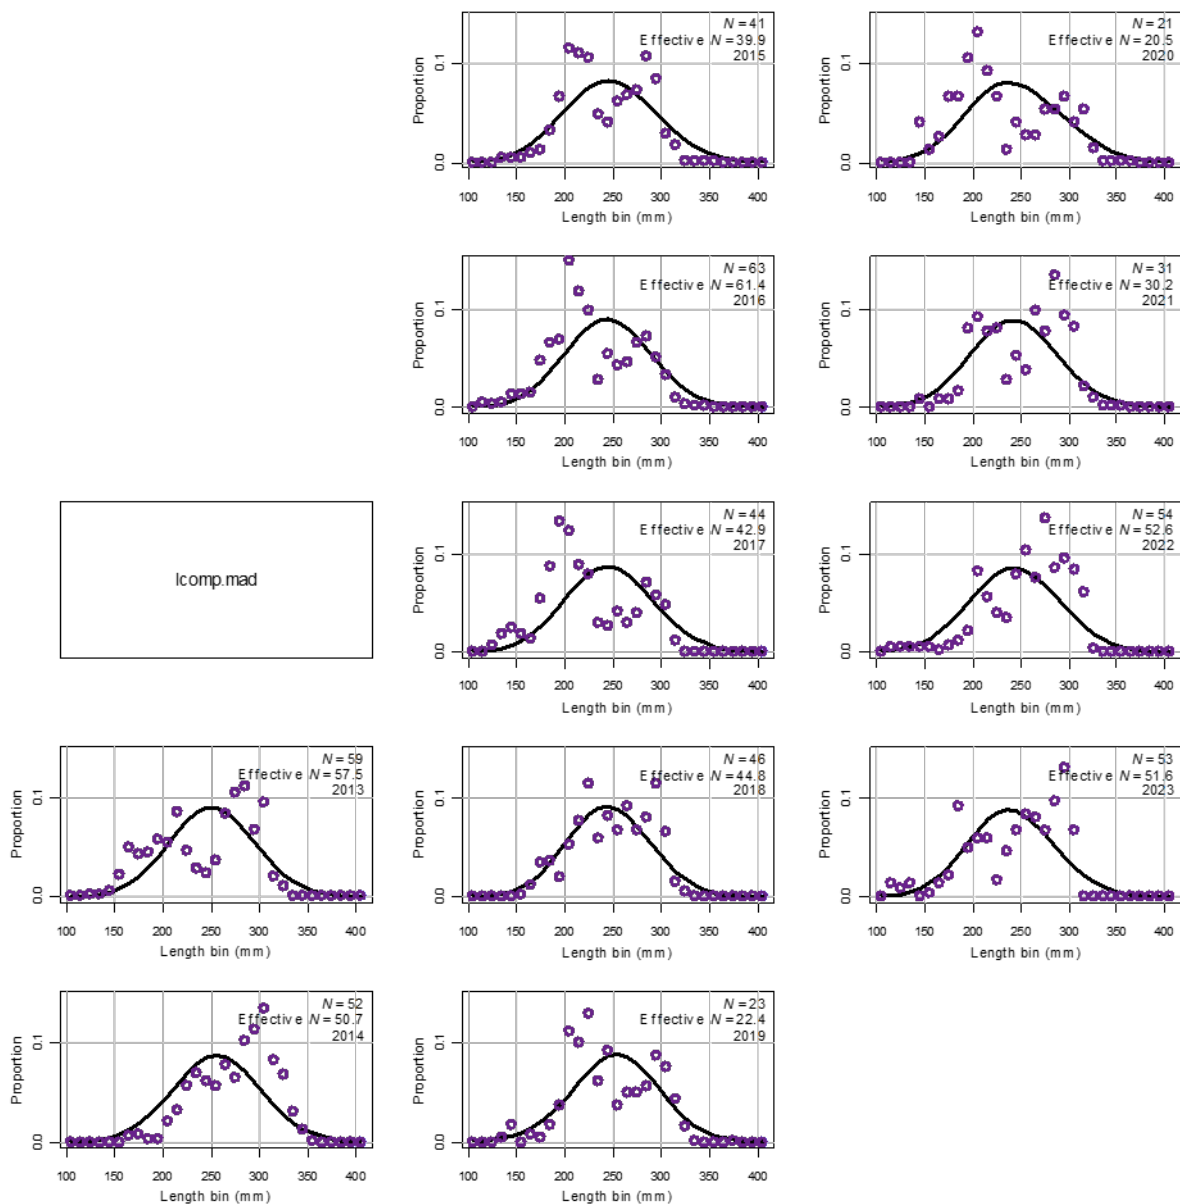 N = 41
Effective N = 39.9
2015
Proportion
0.0
0.1
100 150 200 250 300 350 400
Length bin (mm)
N = 21
Effective N = 20.5
2020
Proportion
0.0
0.1
100 150 200 250 300 350 400
Length bin (mm)
N = 63
Effective N = 61.4
2016
Proportion
0.0
0.1
100 150 200 250 300 350 400
Length bin (mm)
N = 31
Effective N = 30.2
2021
Proportion
0.0
0.1
100 150 200 250 300 350 400
Length bin (mm)
lcomp.mad
N = 44
Effective N = 42.9
2017
Proportion
0.0
0.1
100 150 200 250 300 350 400
Length bin (mm)
N = 54
Effective N = 52.6
2022
Proportion
0.0
0.1
100 150 200 250 300 350 400
Length bin (mm)
N = 59
Effective N = 57.5
2013
Proportion
0.0
0.1
100 150 200 250 300 350 400
Length bin (mm)
N = 46
Effective N = 44.8
2018
Proportion
0.0
0.1
100 150 200 250 300 350 400
Length bin (mm)
N = 53
Effective N = 51.6
2023
Proportion
0.0
0.1
100 150 200 250 300 350 400
Length bin (mm)
N = 52
Effective N = 50.7
2014
Proportion
0.0
0.1
100 150 200 250 300 350 400
Length bin (mm)
N = 23
Effective N = 22.4
2019
Proportion
0.0
0.1
100 150 200 250 300 350 400
Length bin (mm)